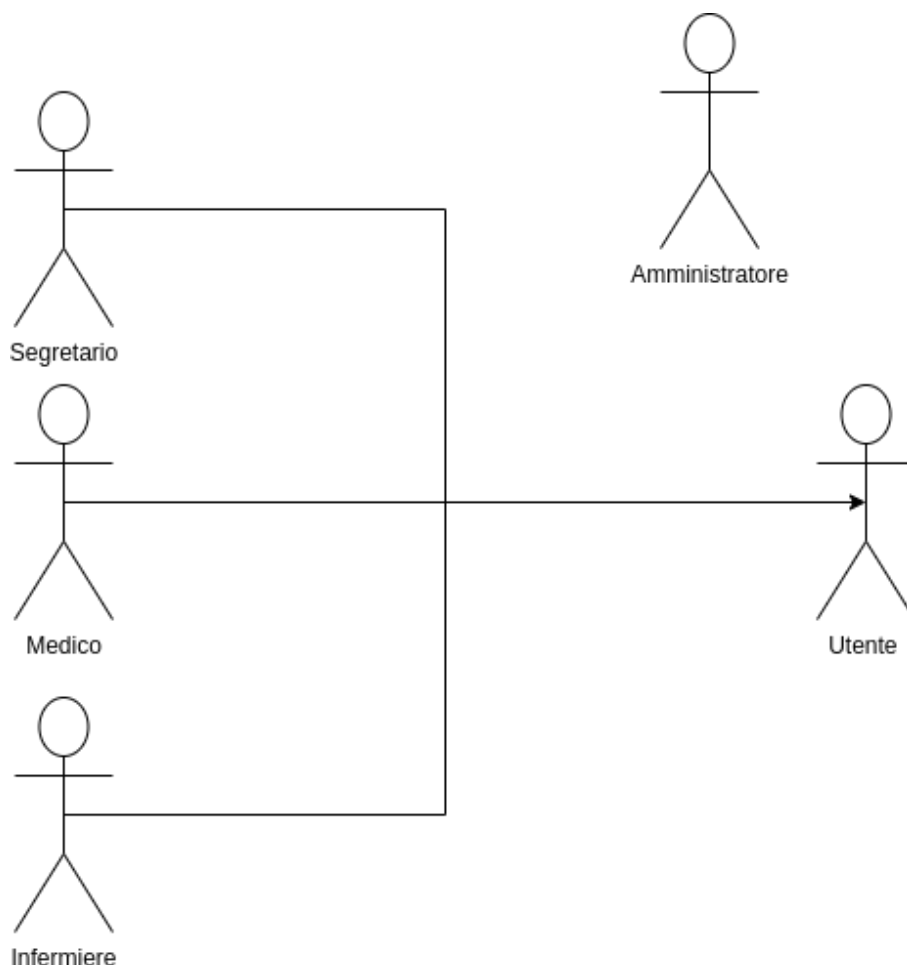 Amministratore
Segretario
Medico
Utente
Infermiere